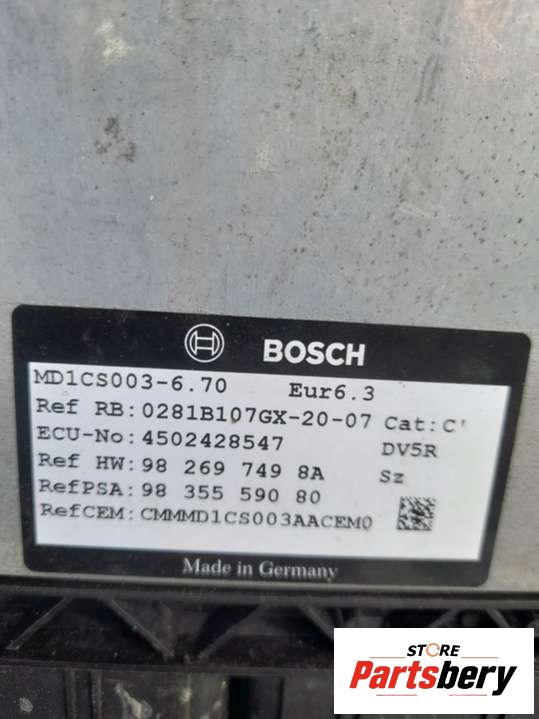 BOSCH
MD1CS003-6.70 Eur6.3
Ref RB:0281B107GX-20-07 Cat:C'
ECU-No:4502428547 DV5R
Ref HW:98 269 749 8A Sz
RefPSA:98 355 590 80
RefCEM:CMMMD1CS003AACEM0
Made in Germany
STORE
Partsbery